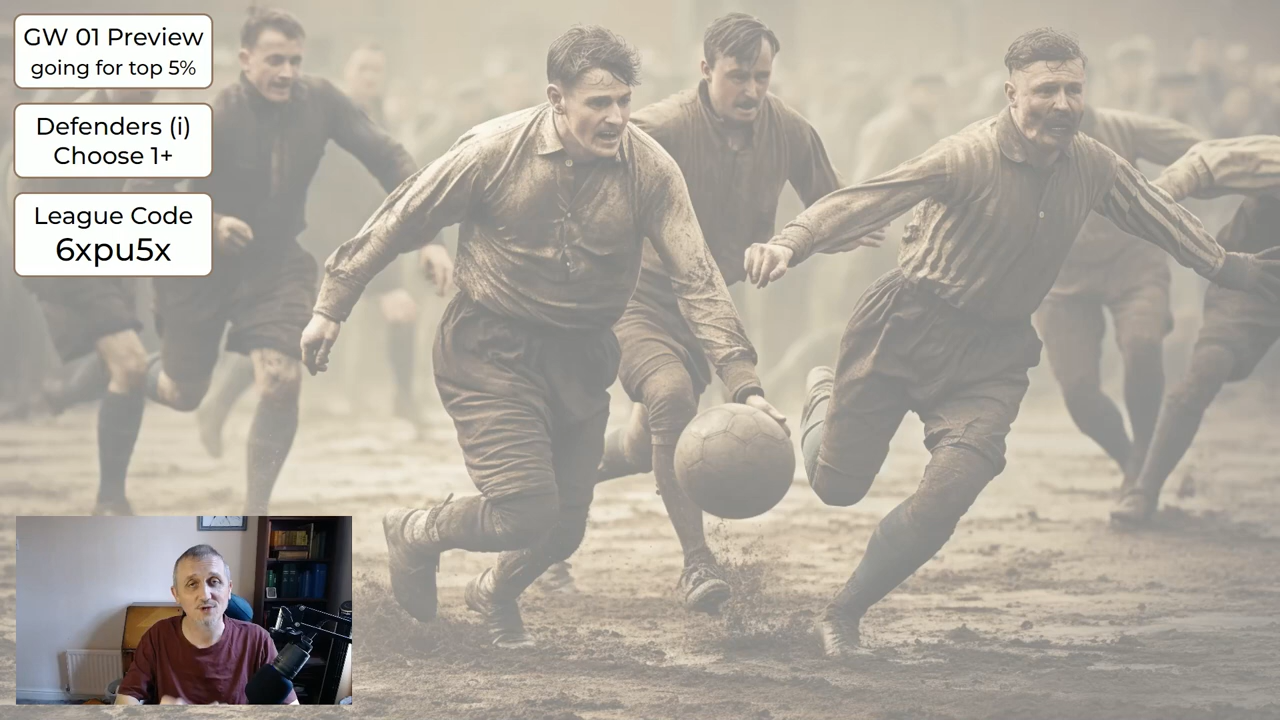 GW 01 Preview
going for top 5%
Defenders (i)
Choose 1+
League Code
6xpu5x